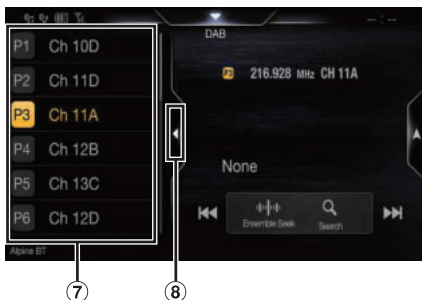 P1 Ch 10D
P2 Ch 11D
P3 Ch 11A
P4 Ch 12B
P5 Ch 13C
P6 Ch 12D
Alpine BT
DAB
-- : --
P3 216.928 MHz CH 11A
None
Ensemble Seek
Search
⑦
⑧